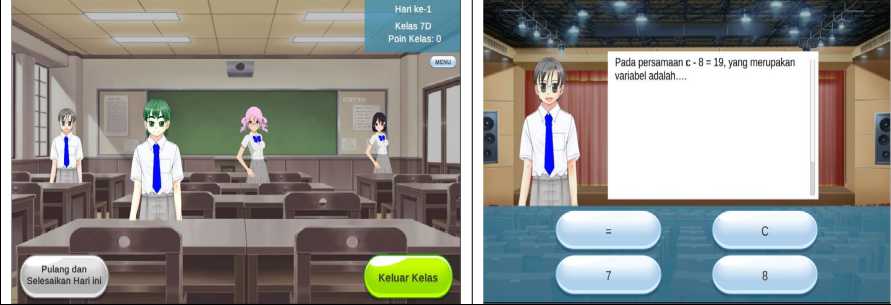 Hari ke-1
Kelas 7D
Poin Kelas: 0
MENU
Pulang dan
Selesaikan Hari ini
Keluar Kelas
Pada persamaan c - 8 = 19, yang merupakan
variabel adalah....
=
C
7
8